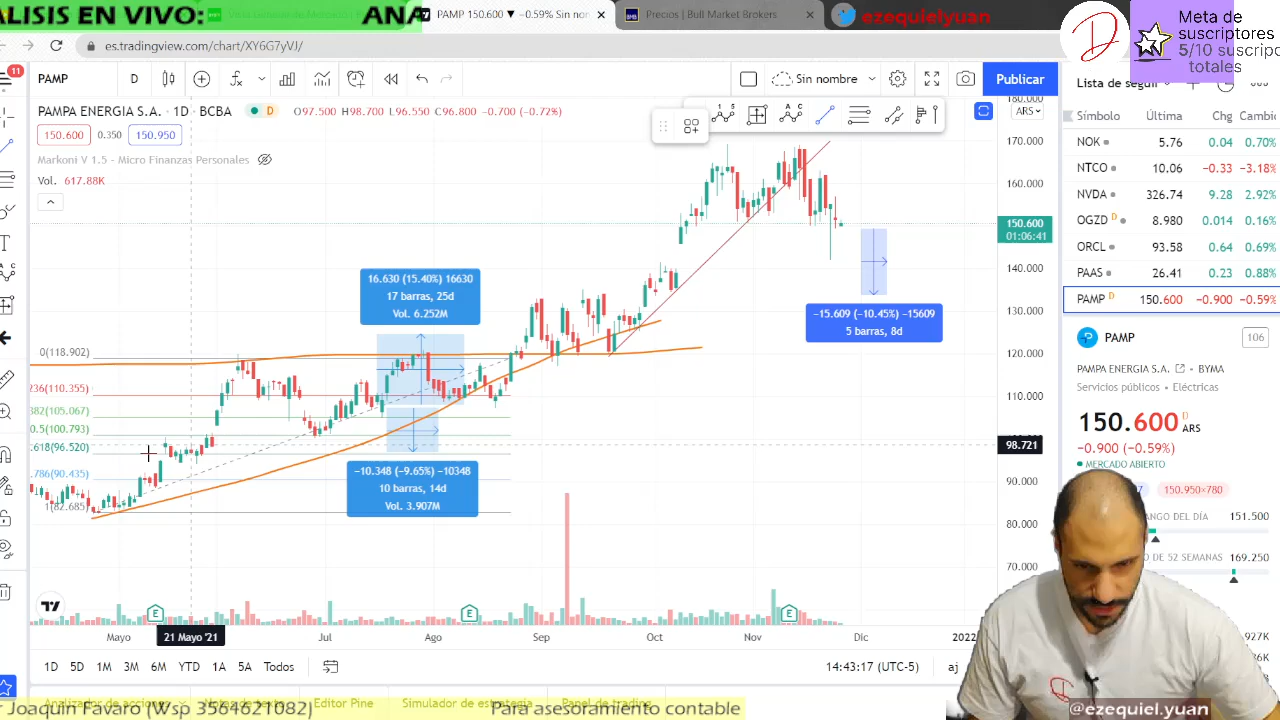 ALISIS EN VIVO:
ANA
PAMP 150.600 ▼ −0.59% Sin nor
Precios | Bull Market Brokers
ezequielyuan
Meta de
suscriptores
5/10 suscripc
totales
es.tradingview.com/chart/XY6G7yVJ/
11
PAMP
D
Sin nombre
Publicar
Lista de segui
PAMPA ENERGIA S.A. · 1D · BCBA
D
O97.500 H98.700 L96.550 C96.800 −0.700 (−0.72%)
150.600
0.350
150.950
Markoni V 1.5 - Micro Finanzas Personales
Vol. 617.88K
ARS
180.000
170.000
160.000
150.600
01:06:41
140.000
130.000
120.000
110.000
98.721
90.000
80.000
70.000
16.630 (15.40%) 16630
17 barras, 25d
Vol. 6.252M
−15.609 (−10.45%) −15609
5 barras, 8d
−10.348 (−9.65%) −10348
10 barras, 14d
Vol. 3.907M
0(118.902)
.236(110.355)
.382(105.067)
0.5(100.793)
.618(96.520)
.786(90.435)
1(82.685)
E
E
E
Mayo
21 Mayo '21
Jul
Ago
Sep
Oct
Nov
Dic
2022
1D
5D
1M
3M
6M
YTD
1A
5A
Todos
14:43:17 (UTC-5)
aj
Símbolo
Última
Chg
Cambio
NOK 5.76 0.04 0.70%
NTCO 10.06 −0.33 −3.18%
NVDA 326.74 9.28 2.92%
OGZD D 8.980 0.014 0.16%
ORCL 93.58 0.64 0.69%
PAAS 26.41 0.23 0.88%
PAMP D 150.600 −0.900 −0.59%
PAMP
106
PAMPA ENERGIA S.A. • BYMA
Servicios públicos • Eléctricas
150.600 D ARS
−0.900 (−0.59%)
MERCADO ABIERTO
150.950×780
ANGO DEL DÍA
151.500
O DE 52 SEMANAS
169.250
Editor Pine
Simulador de estrategia
Panel de trading
r Joaquin Favaro (Wsp 3564621082)
Para asesoramiento contable
@ezequiel.yuan